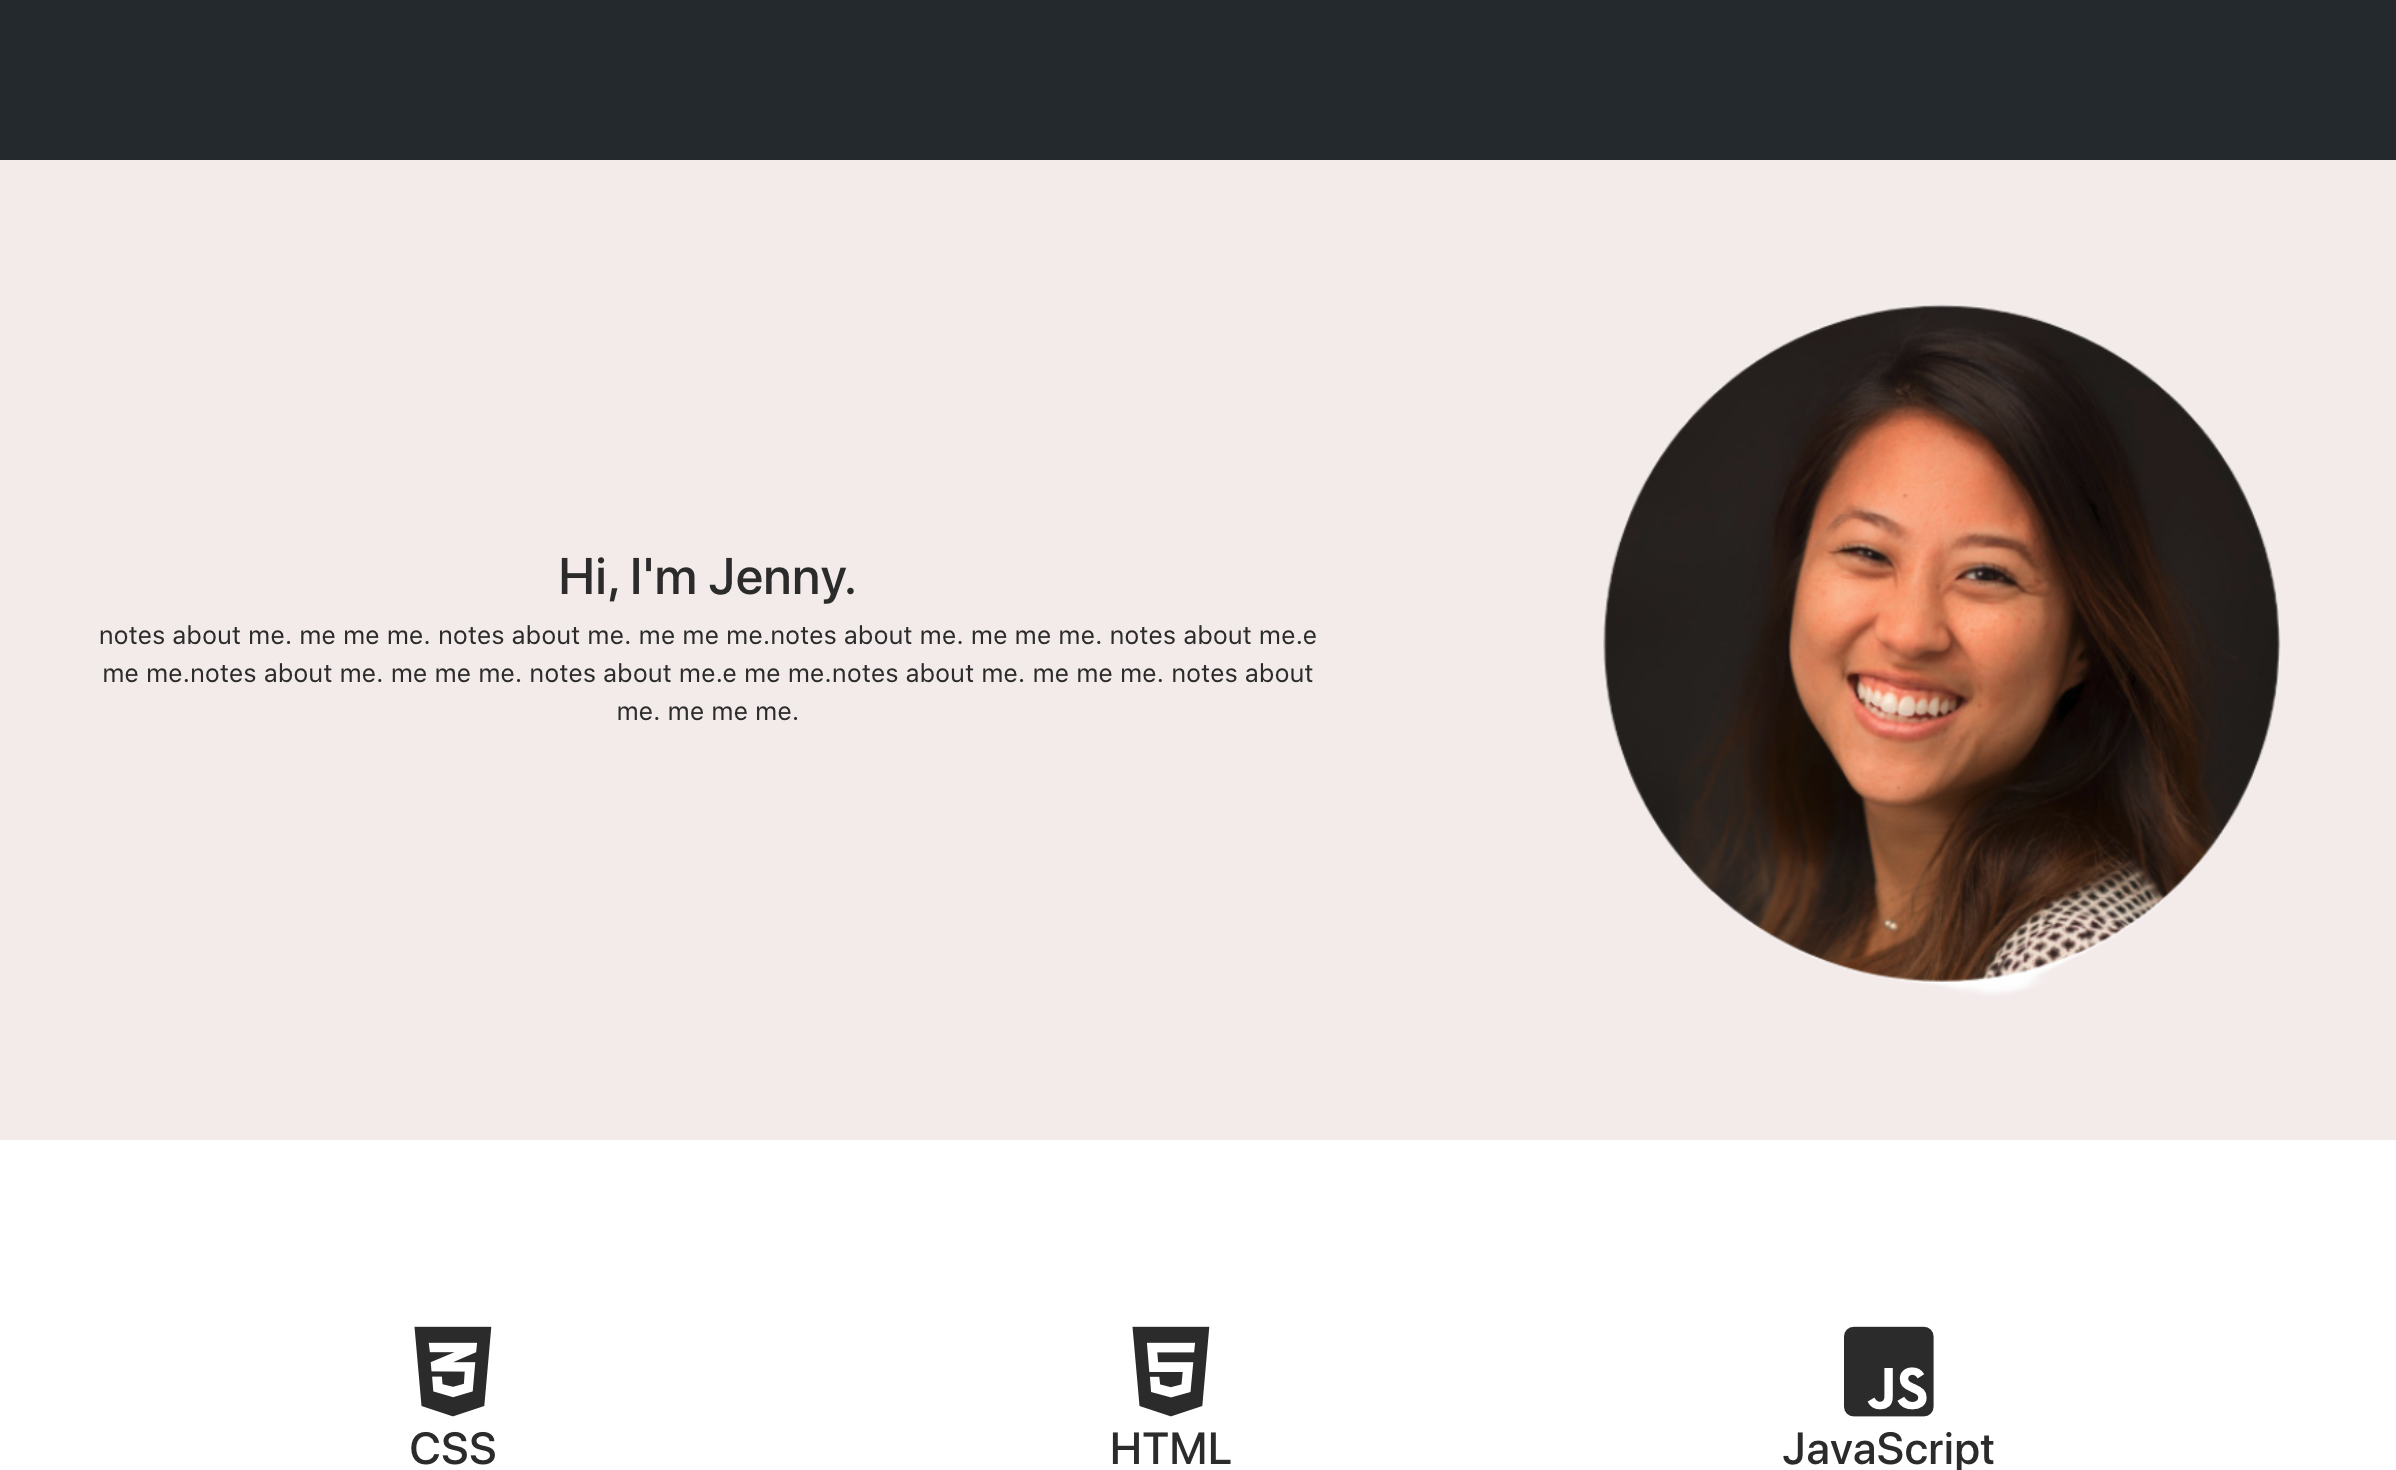 Hi, I'm Jenny.
notes about me. me me me. notes about me. me me me.notes about me. me me me. notes about me.e
me me.notes about me. me me me. notes about me.e me me.notes about me. me me me. notes about
me. me me me.
3
5
JS
CSS
HTML
JavaScript